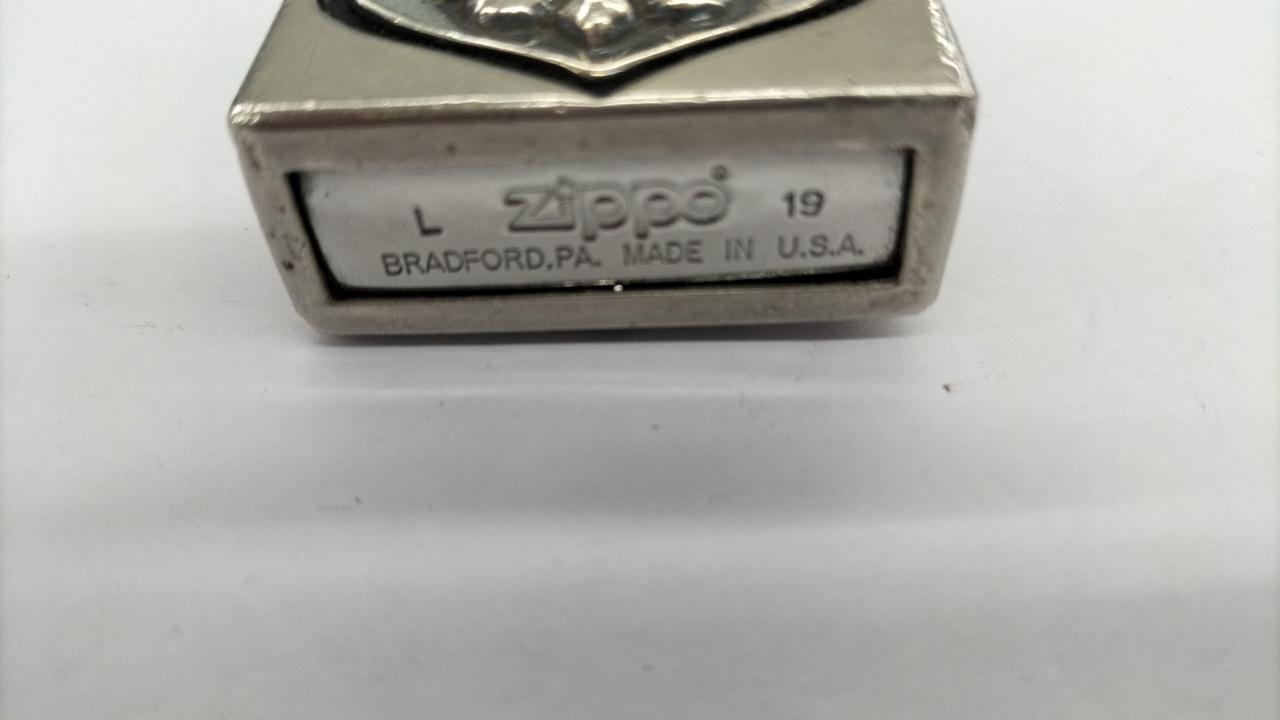 L zippo® 19
BRADFORD,PA. MADE IN U.S.A.